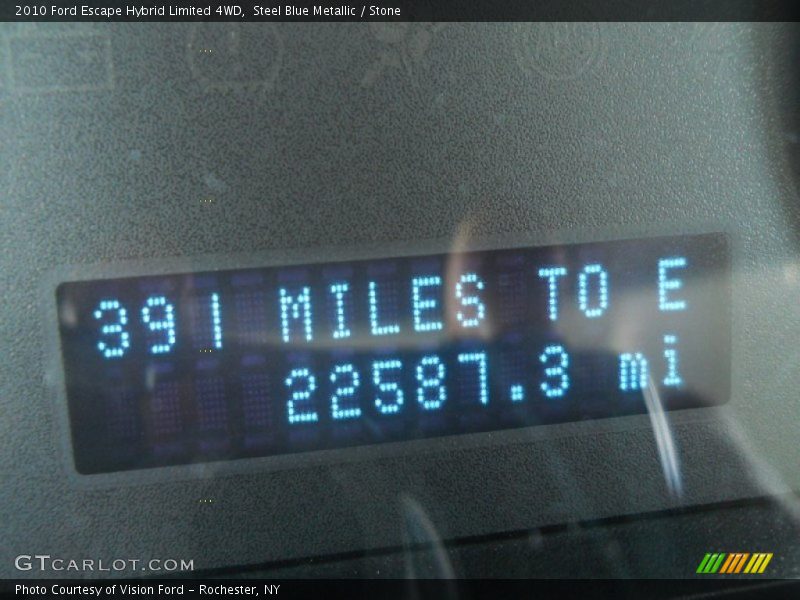 2010 Ford Escape Hybrid Limited 4WD,  Steel Blue Metallic / Stone
391 MILES TO E
22587.3 mi
GTCARLOT.COM
Photo Courtesy of Vision Ford - Rochester, NY